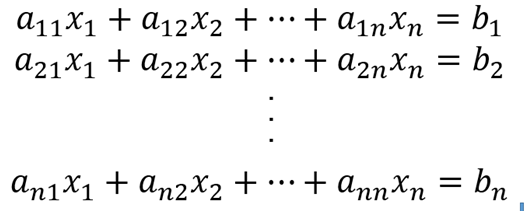 a₁₁x₁ + a₁₂x₂ + ⋯ + a₁ₙxₙ = b₁
a₂₁x₁ + a₂₂x₂ + ⋯ + a₂ₙxₙ = b₂
.
.
.
aₙ₁x₁ + aₙ₂x₂ + ⋯ + aₙₙxₙ = bₙ